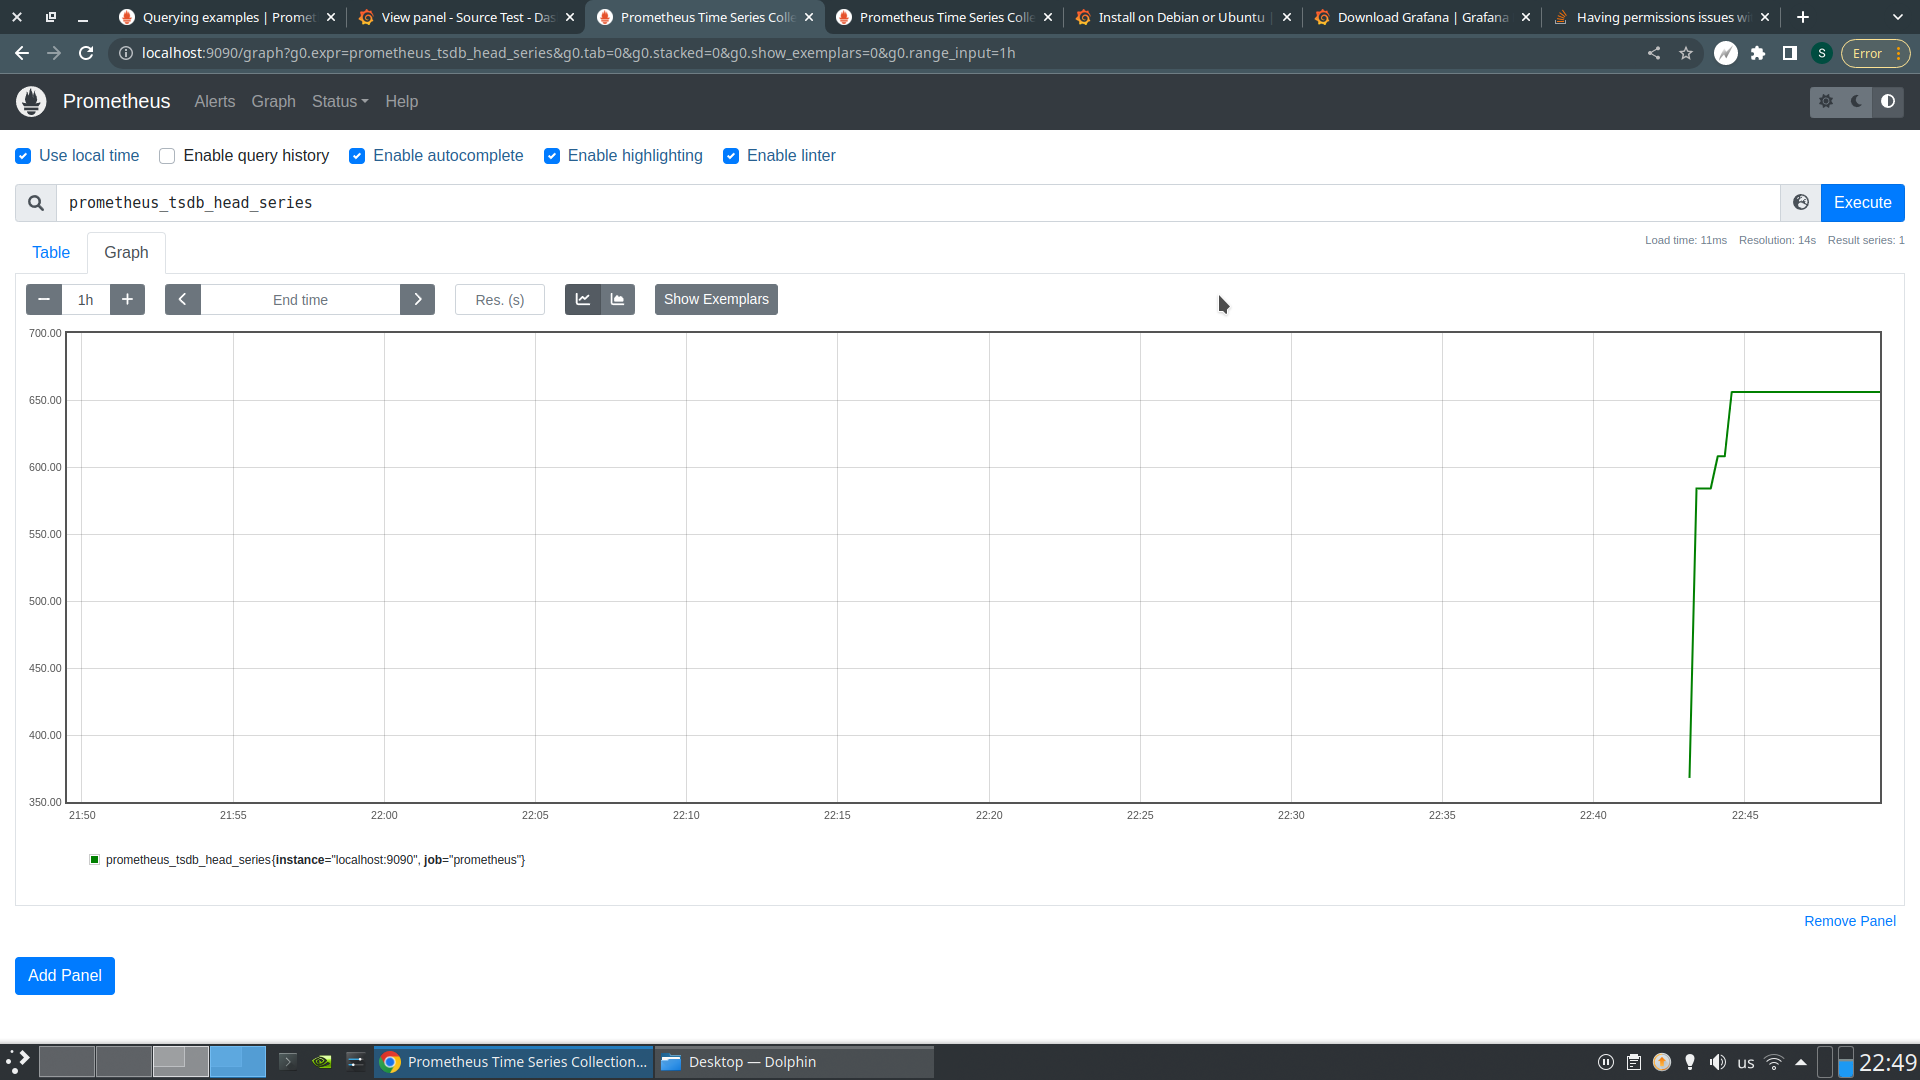 Querying examples | Promet
View panel - Source Test - Das
Prometheus Time Series Colle
Prometheus Time Series Colle
Install on Debian or Ubuntu |
Download Grafana | Grafana
Having permissions issues wi
localhost:9090/graph?g0.expr=prometheus_tsdb_head_series&g0.tab=0&g0.stacked=0&g0.show_exemplars=0&g0.range_input=1h
S
Error
Prometheus
Alerts
Graph
Status
Help
Use local time
Enable query history
Enable autocomplete
Enable highlighting
Enable linter
prometheus_tsdb_head_series
Execute
Table
Graph
Load time: 11ms
Resolution: 14s
Result series: 1
1h
End time
Res. (s)
Show Exemplars
700.00
650.00
600.00
550.00
500.00
450.00
400.00
350.00
21:50
21:55
22:00
22:05
22:10
22:15
22:20
22:25
22:30
22:35
22:40
22:45
prometheus_tsdb_head_series{instance="localhost:9090", job="prometheus"}
Remove Panel
Add Panel
Prometheus Time Series Collection...
Desktop — Dolphin
us
22:49